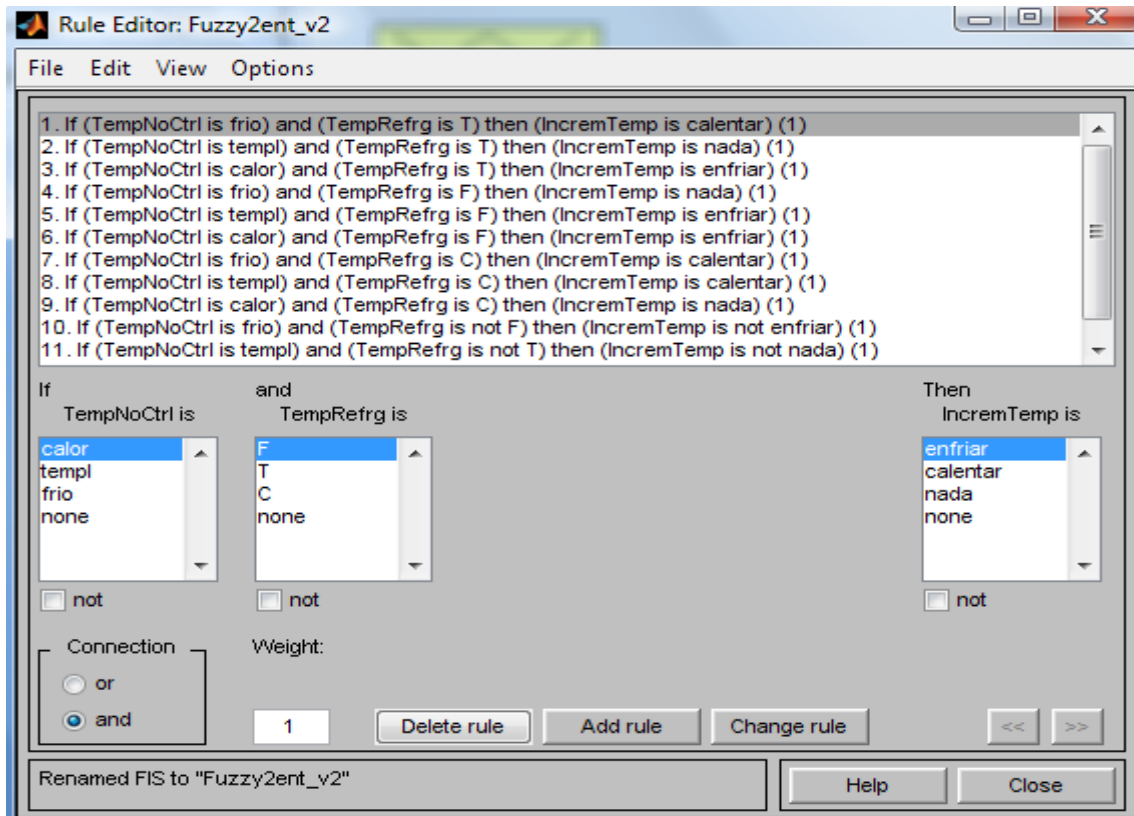 Rule Editor: Fuzzy2ent_v2
File Edit View Options
1. If (TempNoCtrl is frio) and (TempRefrg is T) then (IncremTemp is calentar) (1)
2. If (TempNoCtrl is templ) and (TempRefrg is T) then (IncremTemp is nada) (1)
3. If (TempNoCtrl is calor) and (TempRefrg is T) then (IncremTemp is enfriar) (1)
4. If (TempNoCtrl is frio) and (TempRefrg is F) then (IncremTemp is nada) (1)
5. If (TempNoCtrl is templ) and (TempRefrg is F) then (IncremTemp is enfriar) (1)
6. If (TempNoCtrl is calor) and (TempRefrg is F) then (IncremTemp is enfriar) (1)
7. If (TempNoCtrl is frio) and (TempRefrg is C) then (IncremTemp is calentar) (1)
8. If (TempNoCtrl is templ) and (TempRefrg is C) then (IncremTemp is calentar) (1)
9. If (TempNoCtrl is calor) and (TempRefrg is C) then (IncremTemp is nada) (1)
10. If (TempNoCtrl is frio) and (TempRefrg is not F) then (IncremTemp is not enfriar) (1)
11. If (TempNoCtrl is templ) and (TempRefrg is not T) then (IncremTemp is not nada) (1)
If
TempNoCtrl is
calor
templ
frio
none
not
and
TempRefrg is
F
T
C
none
not
Then
IncremTemp is
enfriar
calentar
nada
none
not
Connection
or
and
Weight:
1
Delete rule
Add rule
Change rule
<<
>>
Renamed FIS to "Fuzzy2ent_v2"
Help
Close